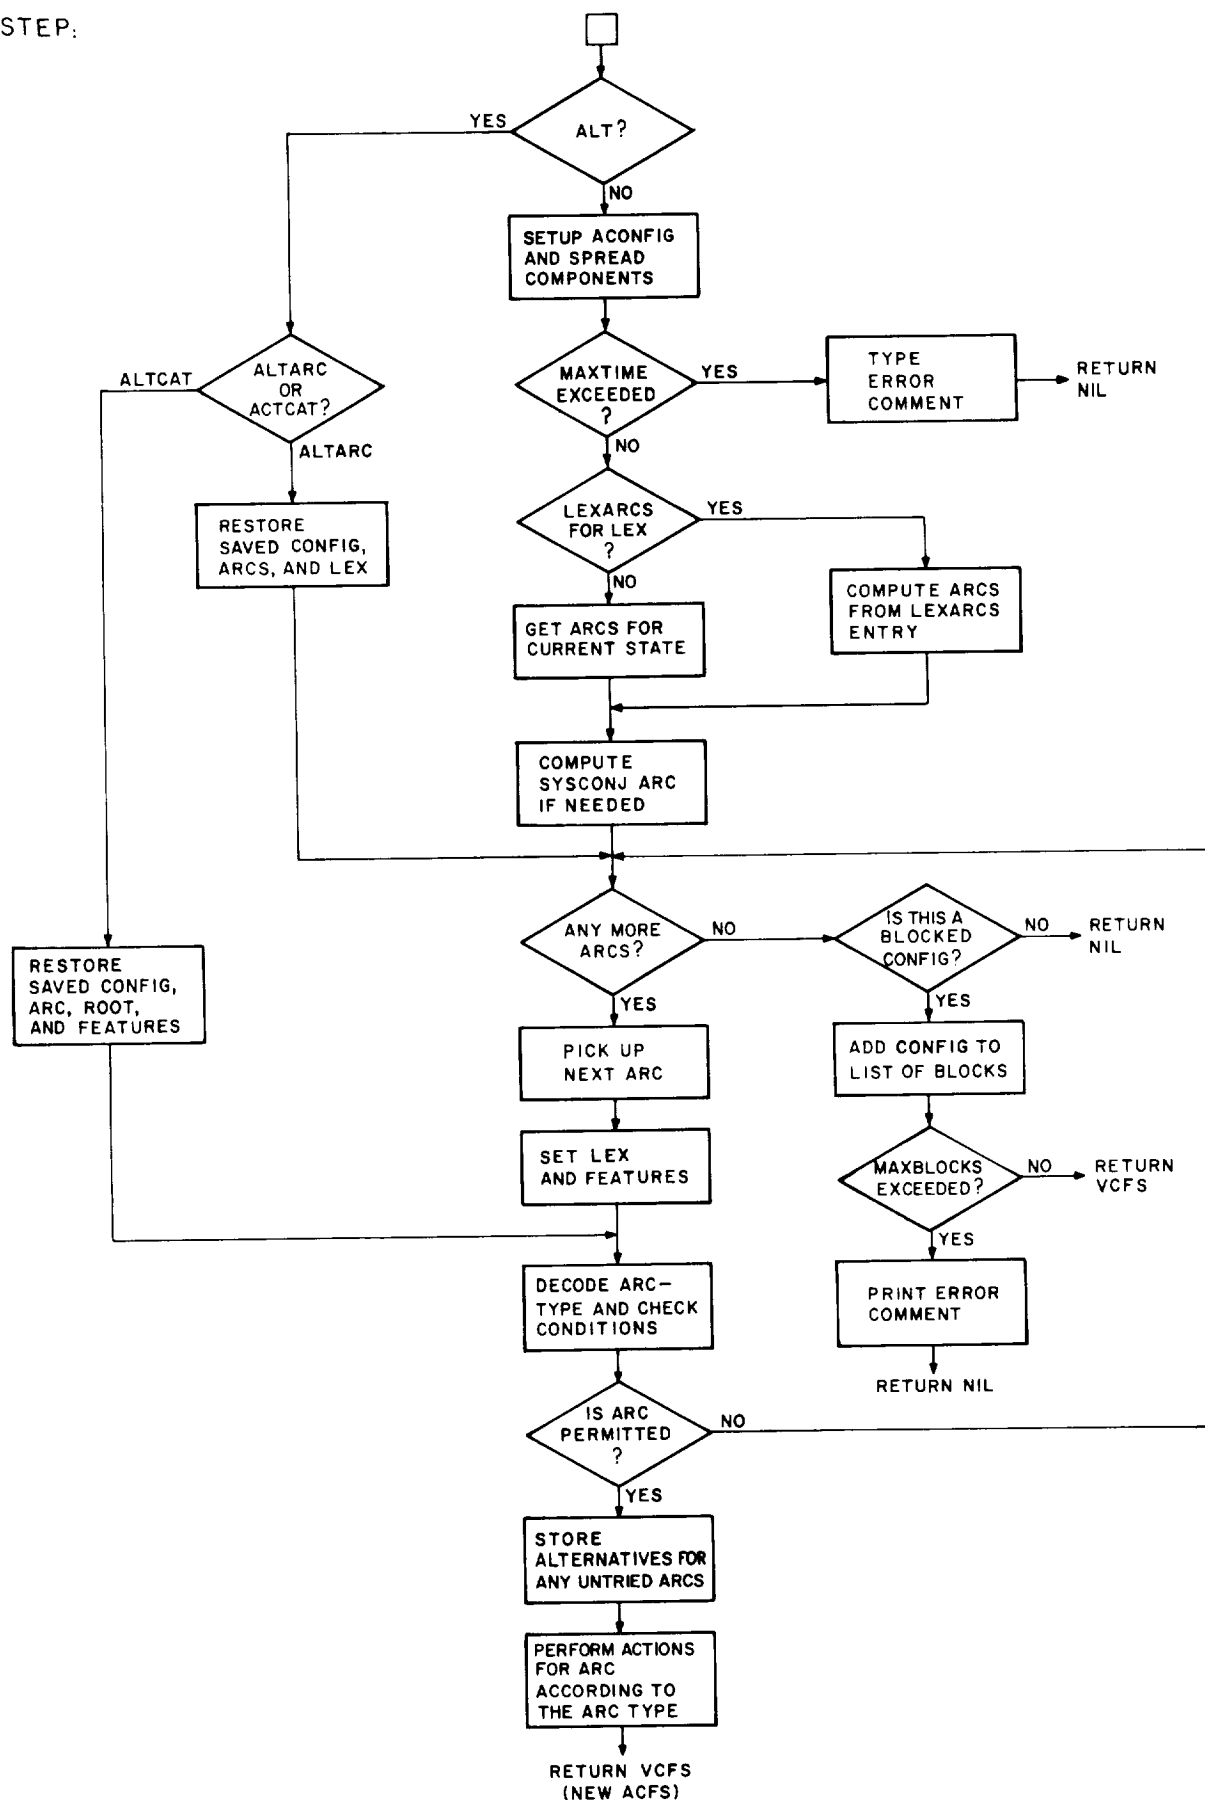 STEP:
ALT?
YES
NO
SETUP ACONFIG
AND SPREAD
COMPONENTS
ALTARC
OR
ACTCAT?
ALTCAT
ALTARC
MAXTIME
EXCEEDED
?
YES
TYPE
ERROR
COMMENT
RETURN
NIL
NO
RESTORE
SAVED CONFIG,
ARCS, AND LEX
LEXARCS
FOR LEX
?
YES
NO
COMPUTE ARCS
FROM LEXARCS
ENTRY
GET ARCS FOR
CURRENT STATE
COMPUTE
SYSCONJ ARC
IF NEEDED
ANY MORE
ARCS?
NO
IS THIS A
BLOCKED
CONFIG?
NO
RETURN
NIL
YES
YES
RESTORE
SAVED CONFIG,
ARC, ROOT,
AND FEATURES
PICK UP
NEXT ARC
ADD CONFIG TO
LIST OF BLOCKS
SET LEX
AND FEATURES
MAXBLOCKS
EXCEEDED?
NO
RETURN
VCFS
YES
DECODE ARC-
TYPE AND CHECK
CONDITIONS
PRINT ERROR
COMMENT
RETURN NIL
IS ARC
PERMITTED
?
NO
YES
STORE
ALTERNATIVES FOR
ANY UNTRIED ARCS
PERFORM ACTIONS
FOR ARC
ACCORDING TO
THE ARC TYPE
RETURN VCFS
(NEW ACFS)